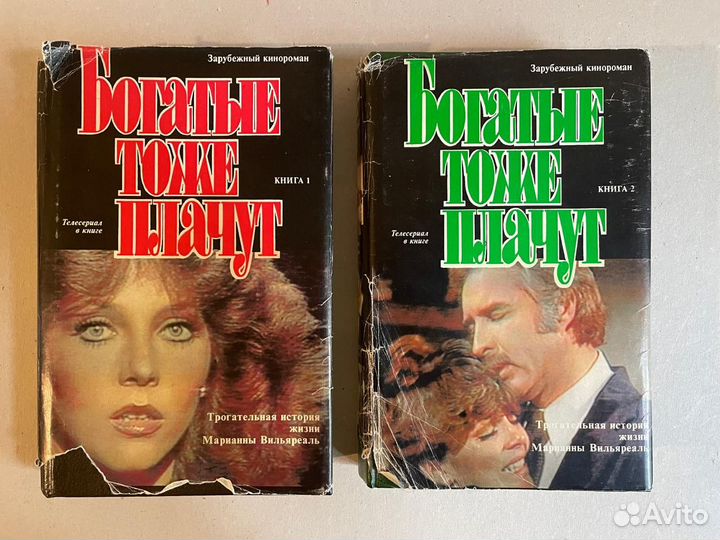 Зарубежный кинороман
Богатые
тоже
плачут
КНИГА 1
Телесериал
в книге
Трогательная история
жизни
Марианны Вильяреаль
Зарубежный кинороман
Богатые
тоже
плачут
КНИГА 2
Телесериал
в книге
Трогательная история
жизни
Марианны Вильяреаль
Avito